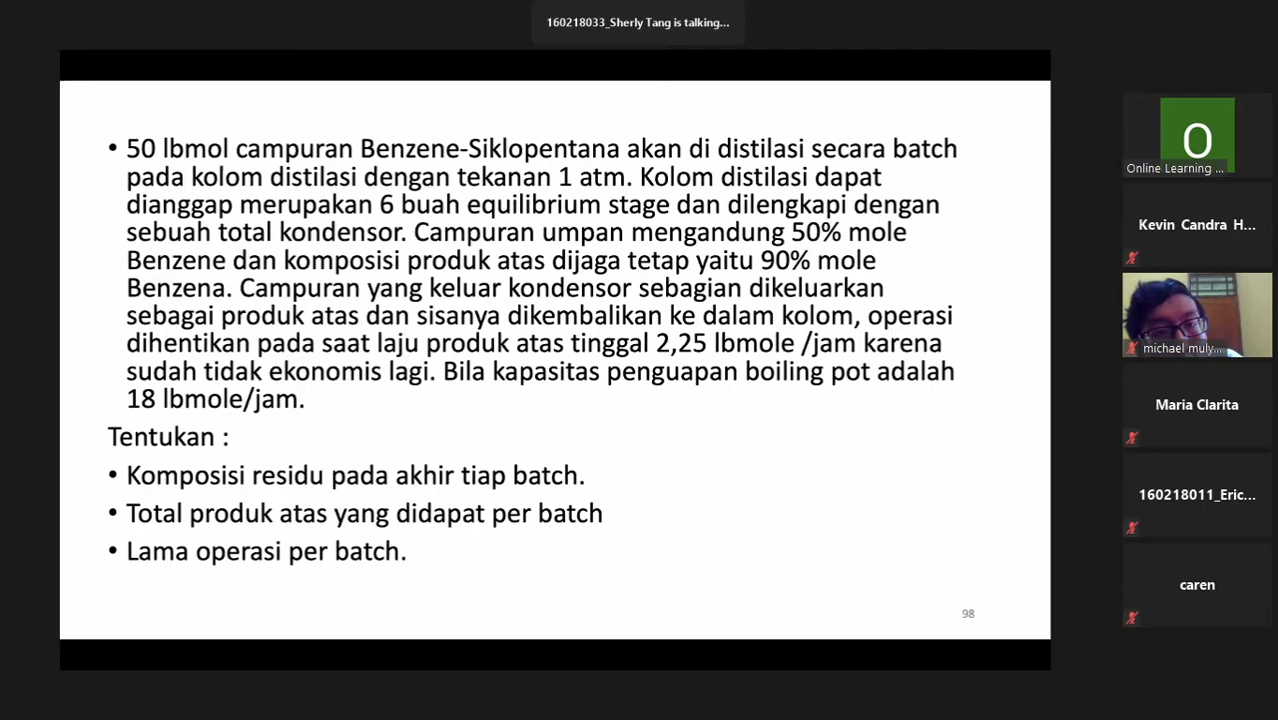 160218033_Sherly Tang is talking...
• 50 lbmol campuran Benzene-Siklopentana akan di distilasi secara batch
pada kolom distilasi dengan tekanan 1 atm. Kolom distilasi dapat
dianggap merupakan 6 buah equilibrium stage dan dilengkapi dengan
sebuah total kondensor. Campuran umpan mengandung 50% mole
Benzene dan komposisi produk atas dijaga tetap yaitu 90% mole
Benzena. Campuran yang keluar kondensor sebagian dikeluarkan
sebagai produk atas dan sisanya dikembalikan ke dalam kolom, operasi
dihentikan pada saat laju produk atas tinggal 2,25 lbmole /jam karena
sudah tidak ekonomis lagi. Bila kapasitas penguapan boiling pot adalah
18 lbmole/jam.
Tentukan :
• Komposisi residu pada akhir tiap batch.
• Total produk atas yang didapat per batch
• Lama operasi per batch.
98
O
Online Learning ...
Kevin Candra H...
michael muly...
Maria Clarita
160218011_Eric...
caren